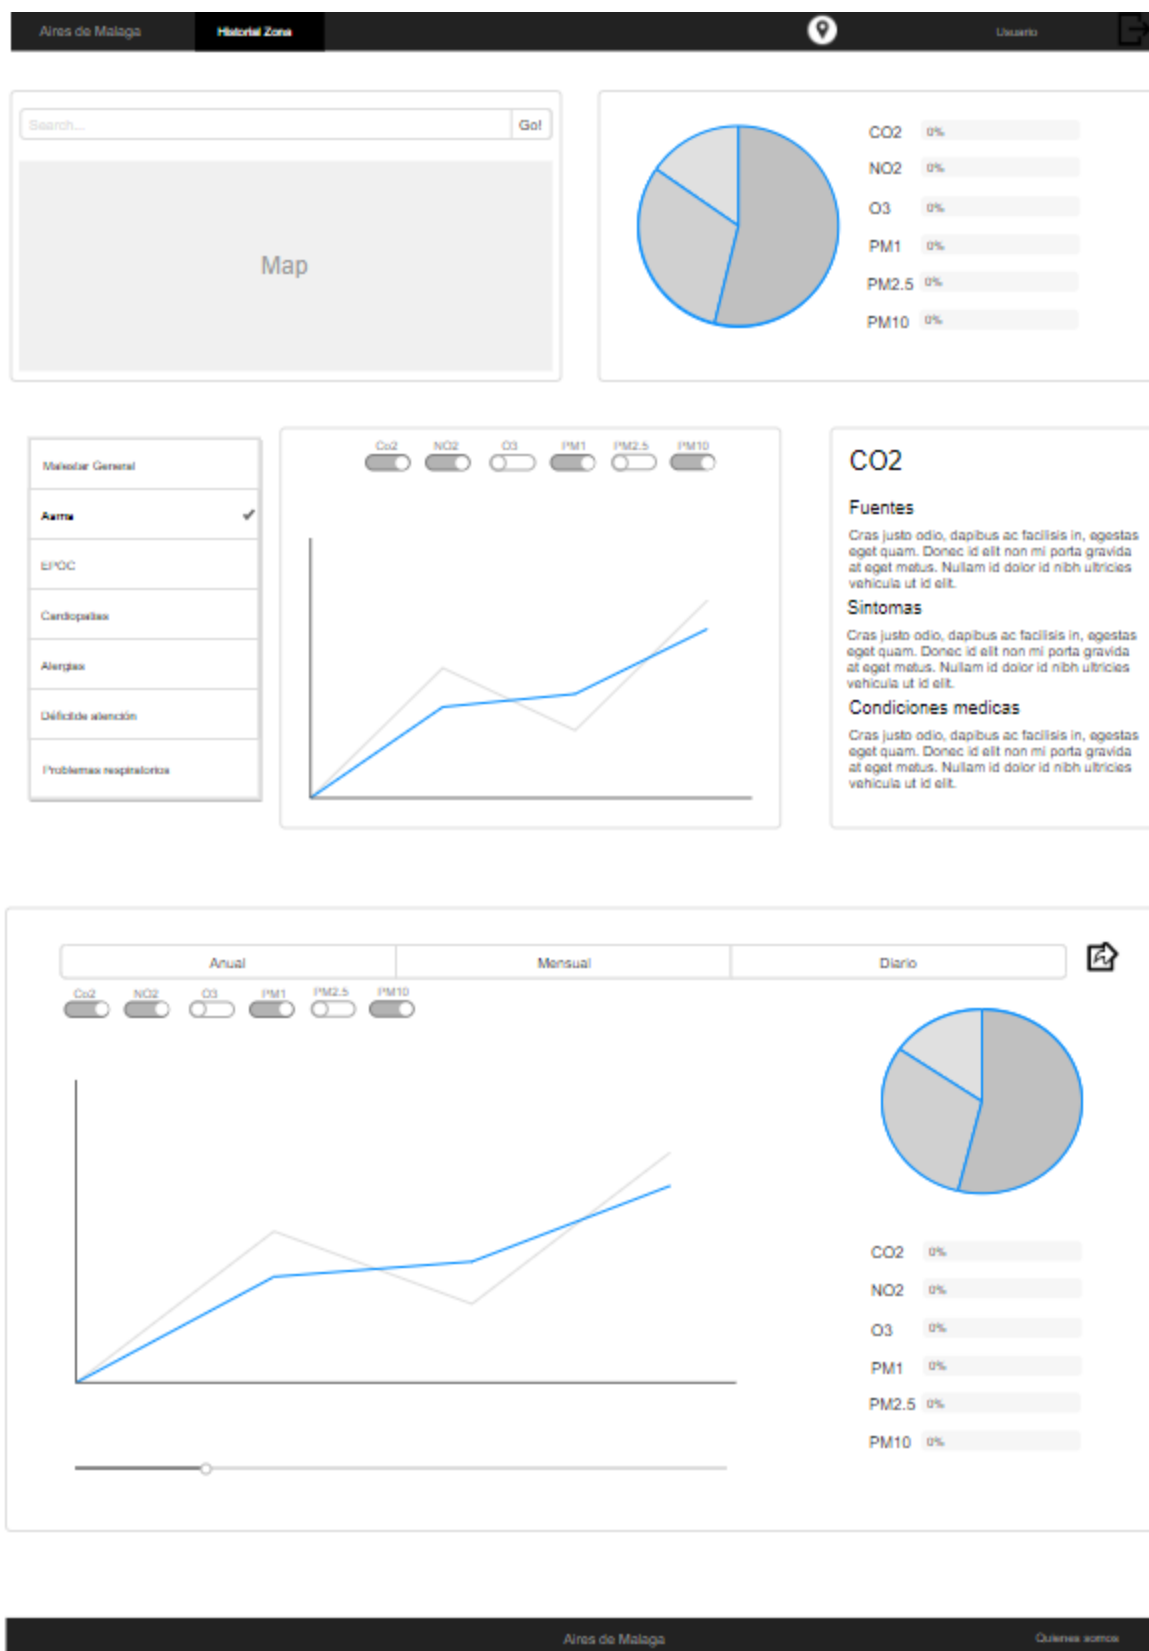 Aires de Malaga
Historial Zona
Usuario
Search...
Go!
Map
CO2 0%
NO2 0%
O3 0%
PM1 0%
PM2.5 0%
PM10 0%
Malestar General
Asma
EPOC
Cardiopatias
Alergias
Déficit de atención
Problemas respiratorios
Co2 NO2 O3 PM1 PM2.5 PM10
CO2
Fuentes
Cras justo odio, dapibus ac facilisis in, egestas
eget quam. Donec id elit non mi porta gravida
at eget metus. Nullam id dolor id nibh ultricies
vehicula ut id elit.
Sintomas
Cras justo odio, dapibus ac facilisis in, egestas
eget quam. Donec id elit non mi porta gravida
at eget metus. Nullam id dolor id nibh ultricies
vehicula ut id elit.
Condiciones medicas
Cras justo odio, dapibus ac facilisis in, egestas
eget quam. Donec id elit non mi porta gravida
at eget metus. Nullam id dolor id nibh ultricies
vehicula ut id elit.
Anual
Mensual
Diario
Co2 NO2 O3 PM1 PM2.5 PM10
CO2 0%
NO2 0%
O3 0%
PM1 0%
PM2.5 0%
PM10 0%
Aires de Malaga
Quienes somos